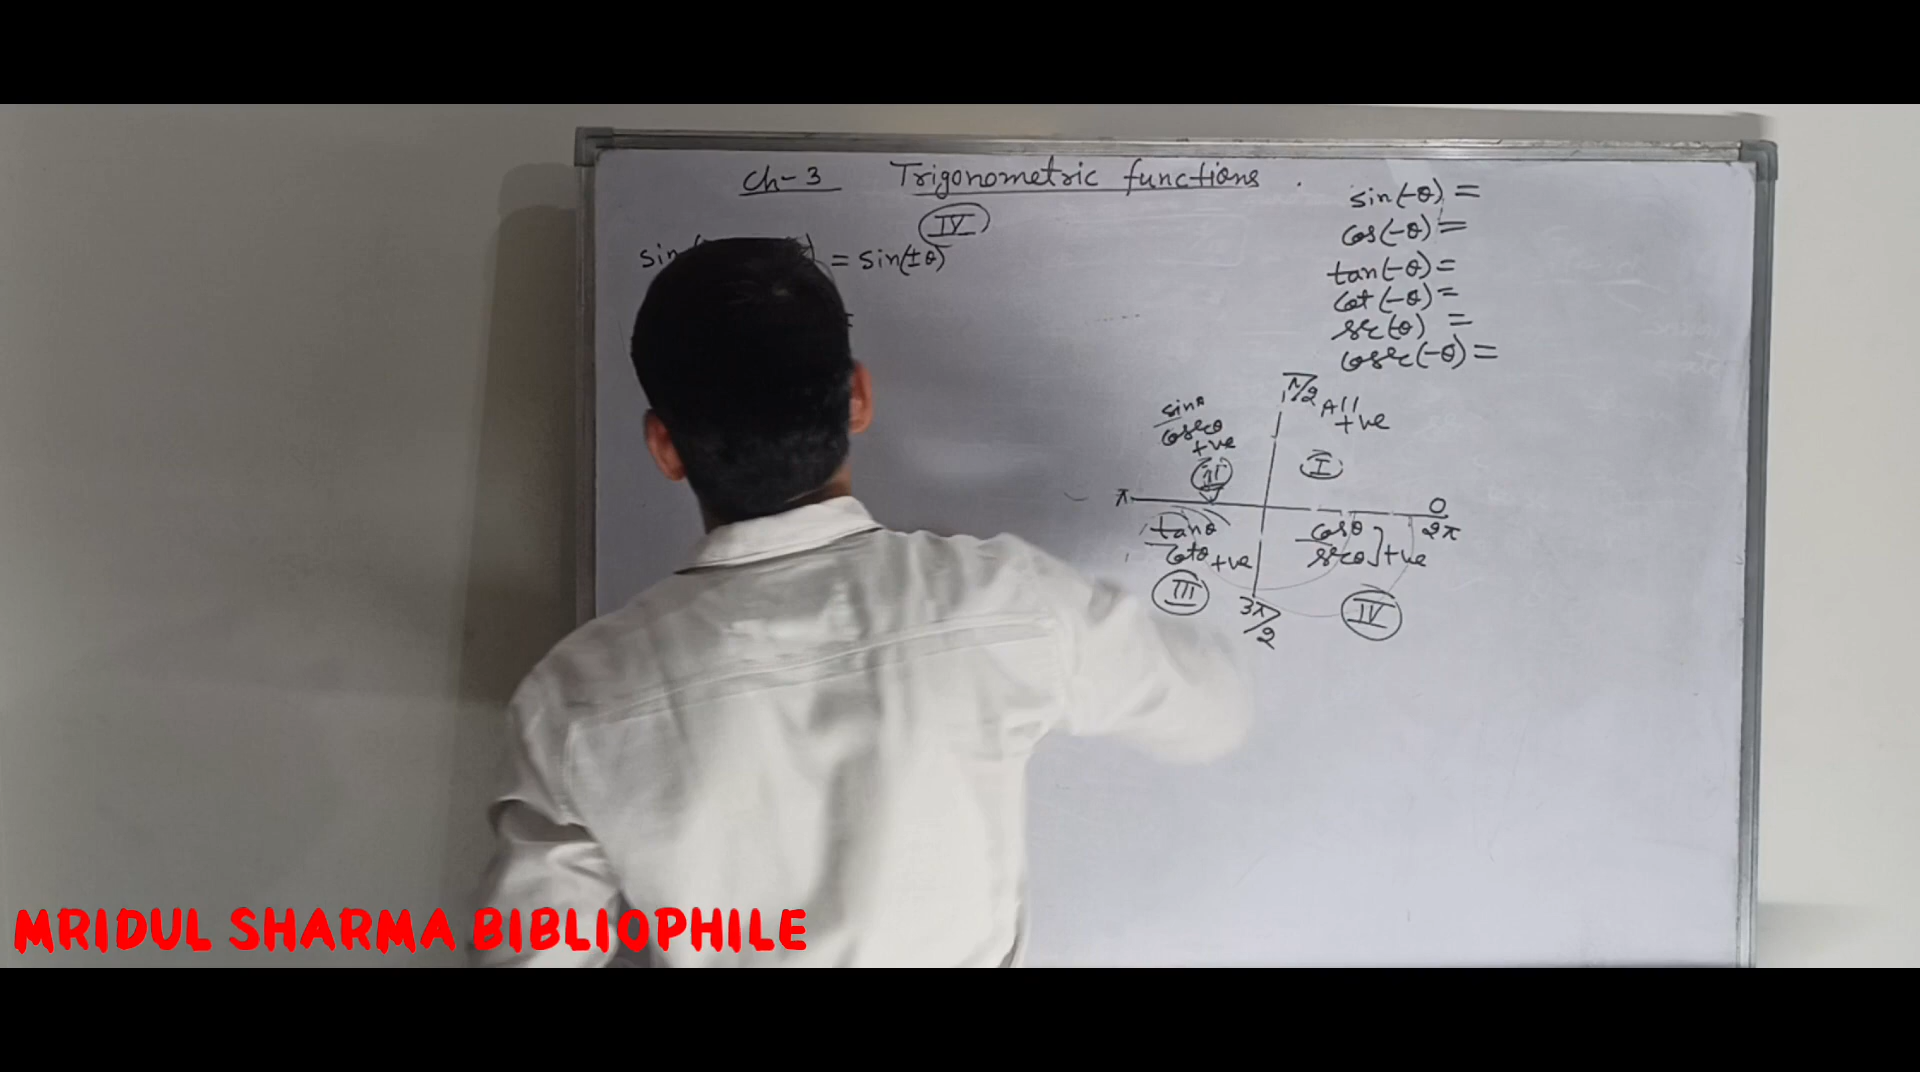 Ch-3 Trigonometric functions.
IV
sin( ) = sin(±θ)
=
sin(-θ) =
cos(-θ) =
tan(-θ) =
cot(-θ) =
sec(-θ) =
cosec(-θ) =
π/2
All
+ve
sinθ
cosecθ
+ve
II
I
π
0
2π
tanθ
cotθ +ve
III
cosθ
secθ ] +ve
IV
3π/2
MRIDUL SHARMA BIBLIOPHILE